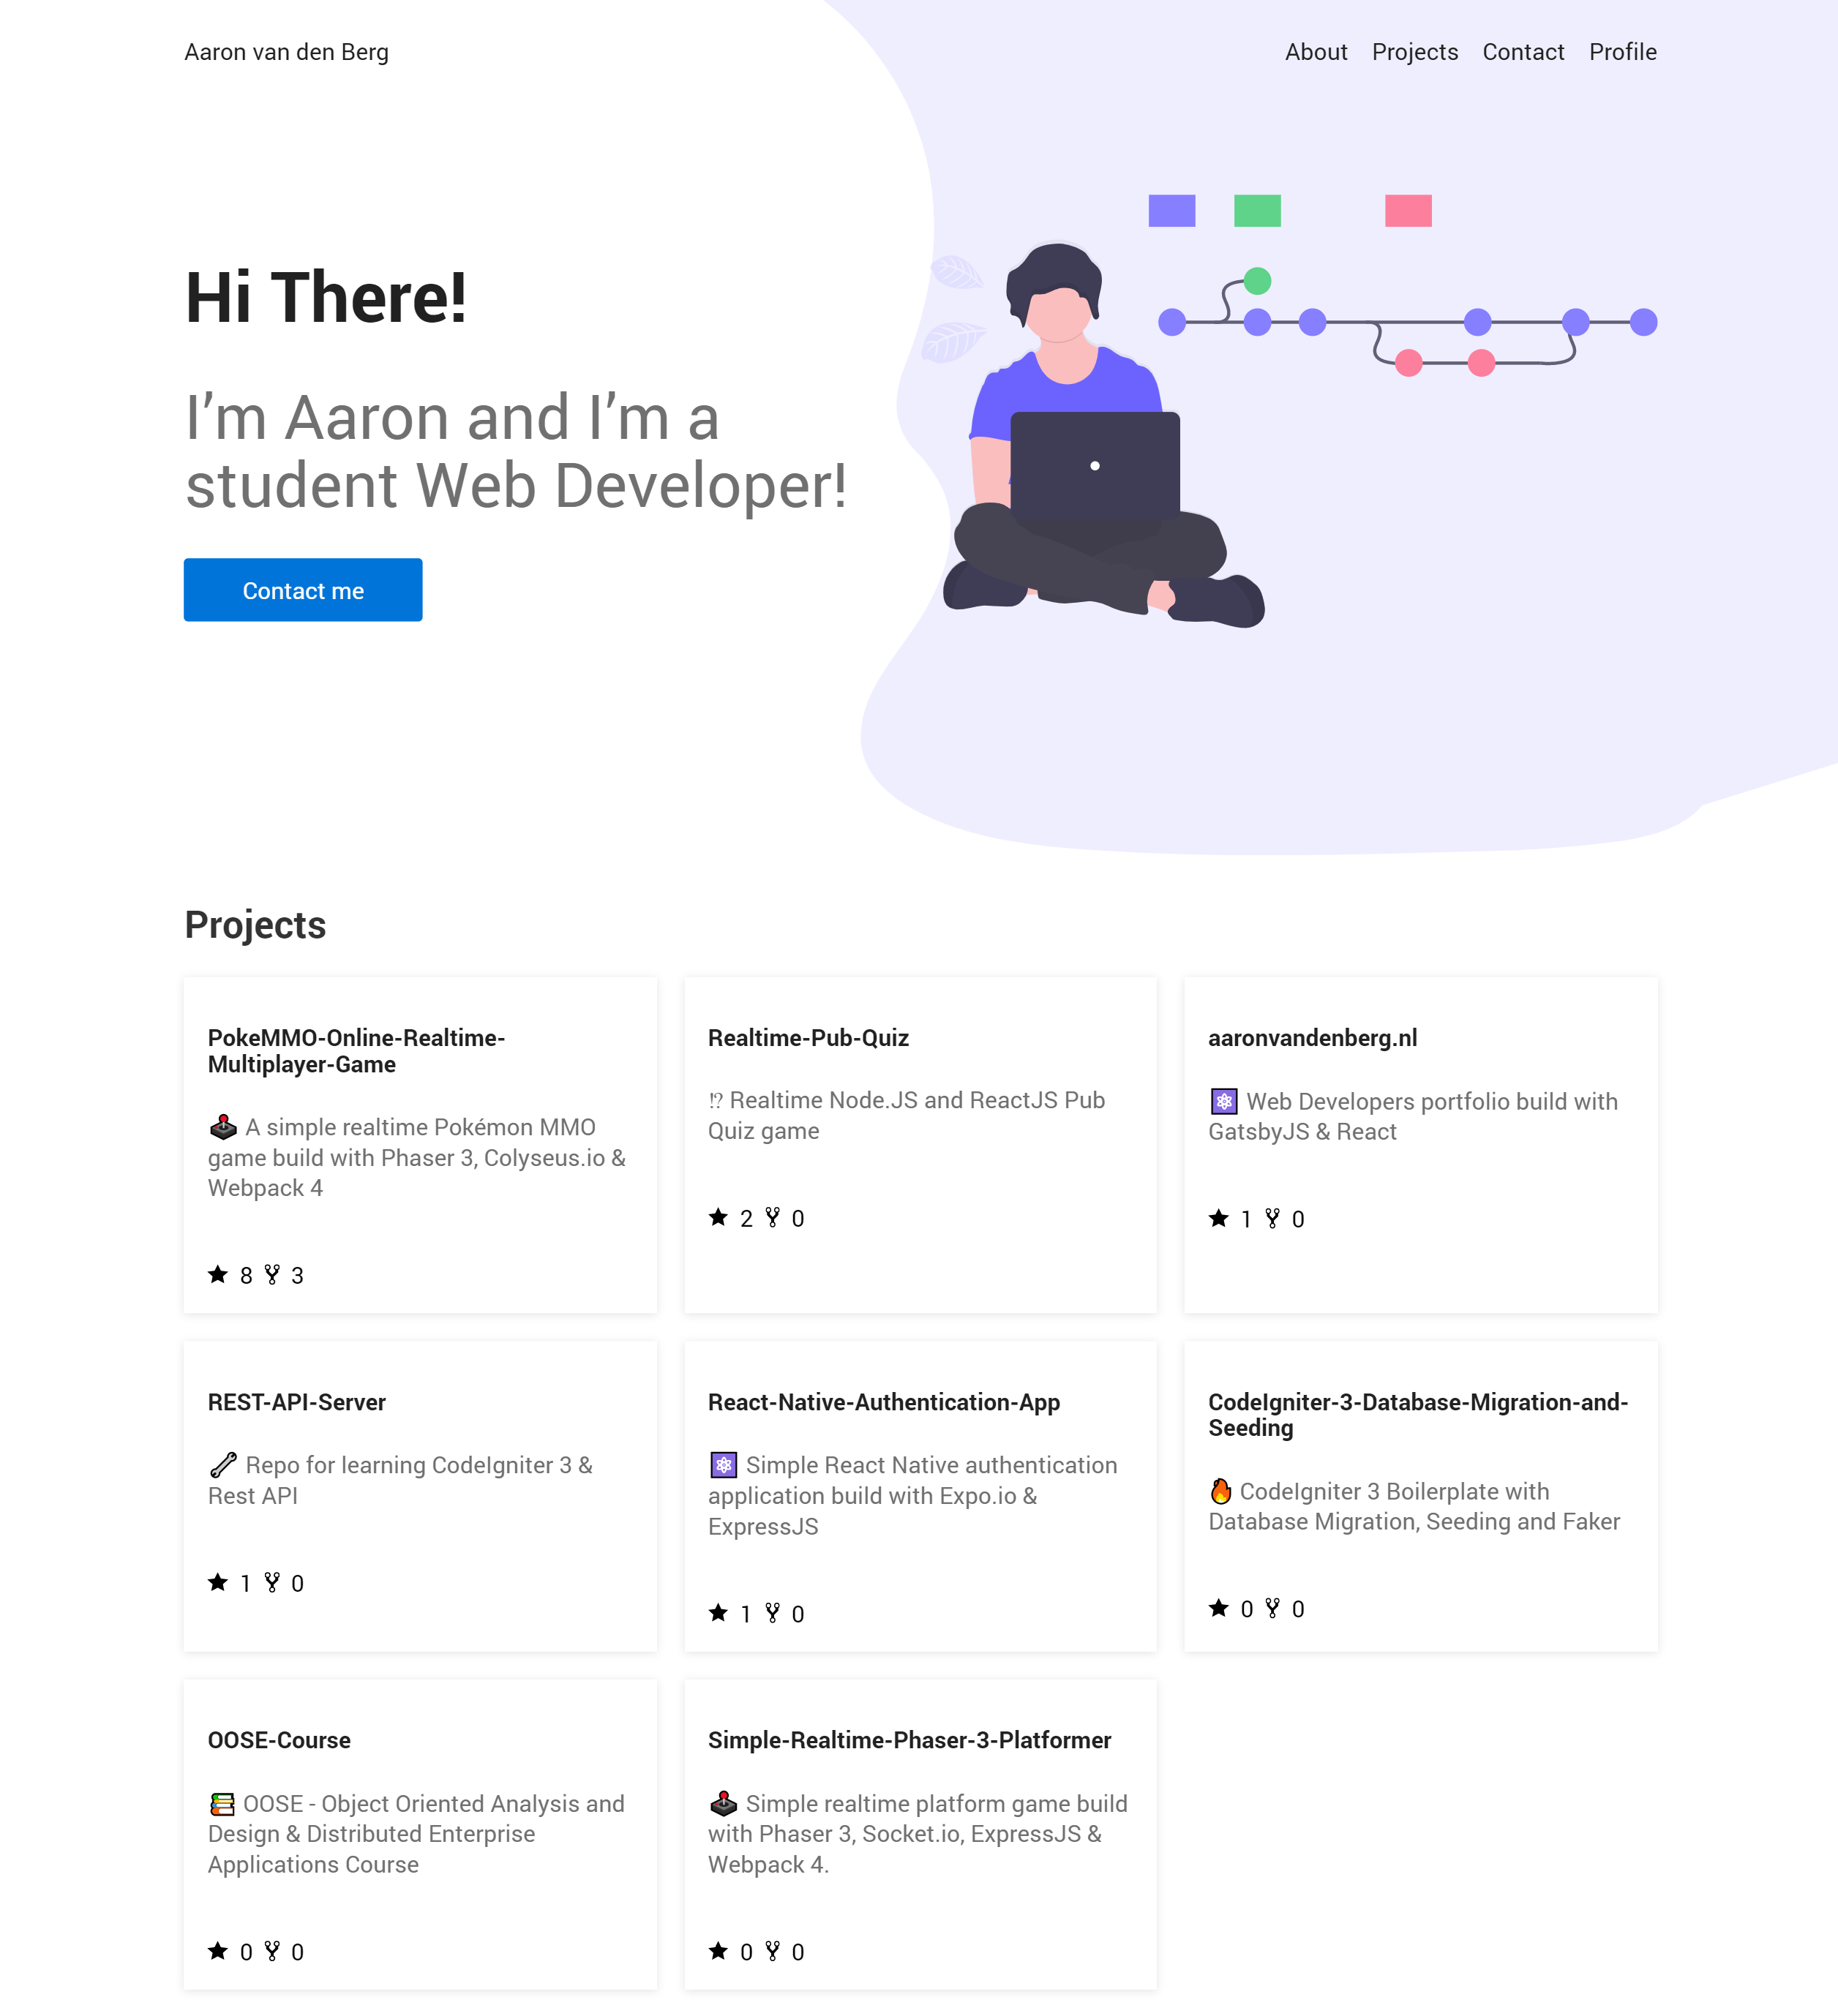 Aaron van den Berg
About Projects Contact Profile
Hi There!
I’m Aaron and I’m a
student Web Developer!
Contact me
Projects
PokeMMO-Online-Realtime-
Multiplayer-Game
🕹️ A simple realtime Pokémon MMO
game build with Phaser 3, Colyseus.io &
Webpack 4
★ 8 3
Realtime-Pub-Quiz
⁉ Realtime Node.JS and ReactJS Pub
Quiz game
★ 2 0
aaronvandenberg.nl
⚛️ Web Developers portfolio build with
GatsbyJS & React
★ 1 0
REST-API-Server
🔧 Repo for learning CodeIgniter 3 &
Rest API
★ 1 0
React-Native-Authentication-App
⚛️ Simple React Native authentication
application build with Expo.io &
ExpressJS
★ 1 0
CodeIgniter-3-Database-Migration-and-
Seeding
🔥 CodeIgniter 3 Boilerplate with
Database Migration, Seeding and Faker
★ 0 0
OOSE-Course
📚 OOSE - Object Oriented Analysis and
Design & Distributed Enterprise
Applications Course
★ 0 0
Simple-Realtime-Phaser-3-Platformer
🕹️ Simple realtime platform game build
with Phaser 3, Socket.io, ExpressJS &
Webpack 4.
★ 0 0